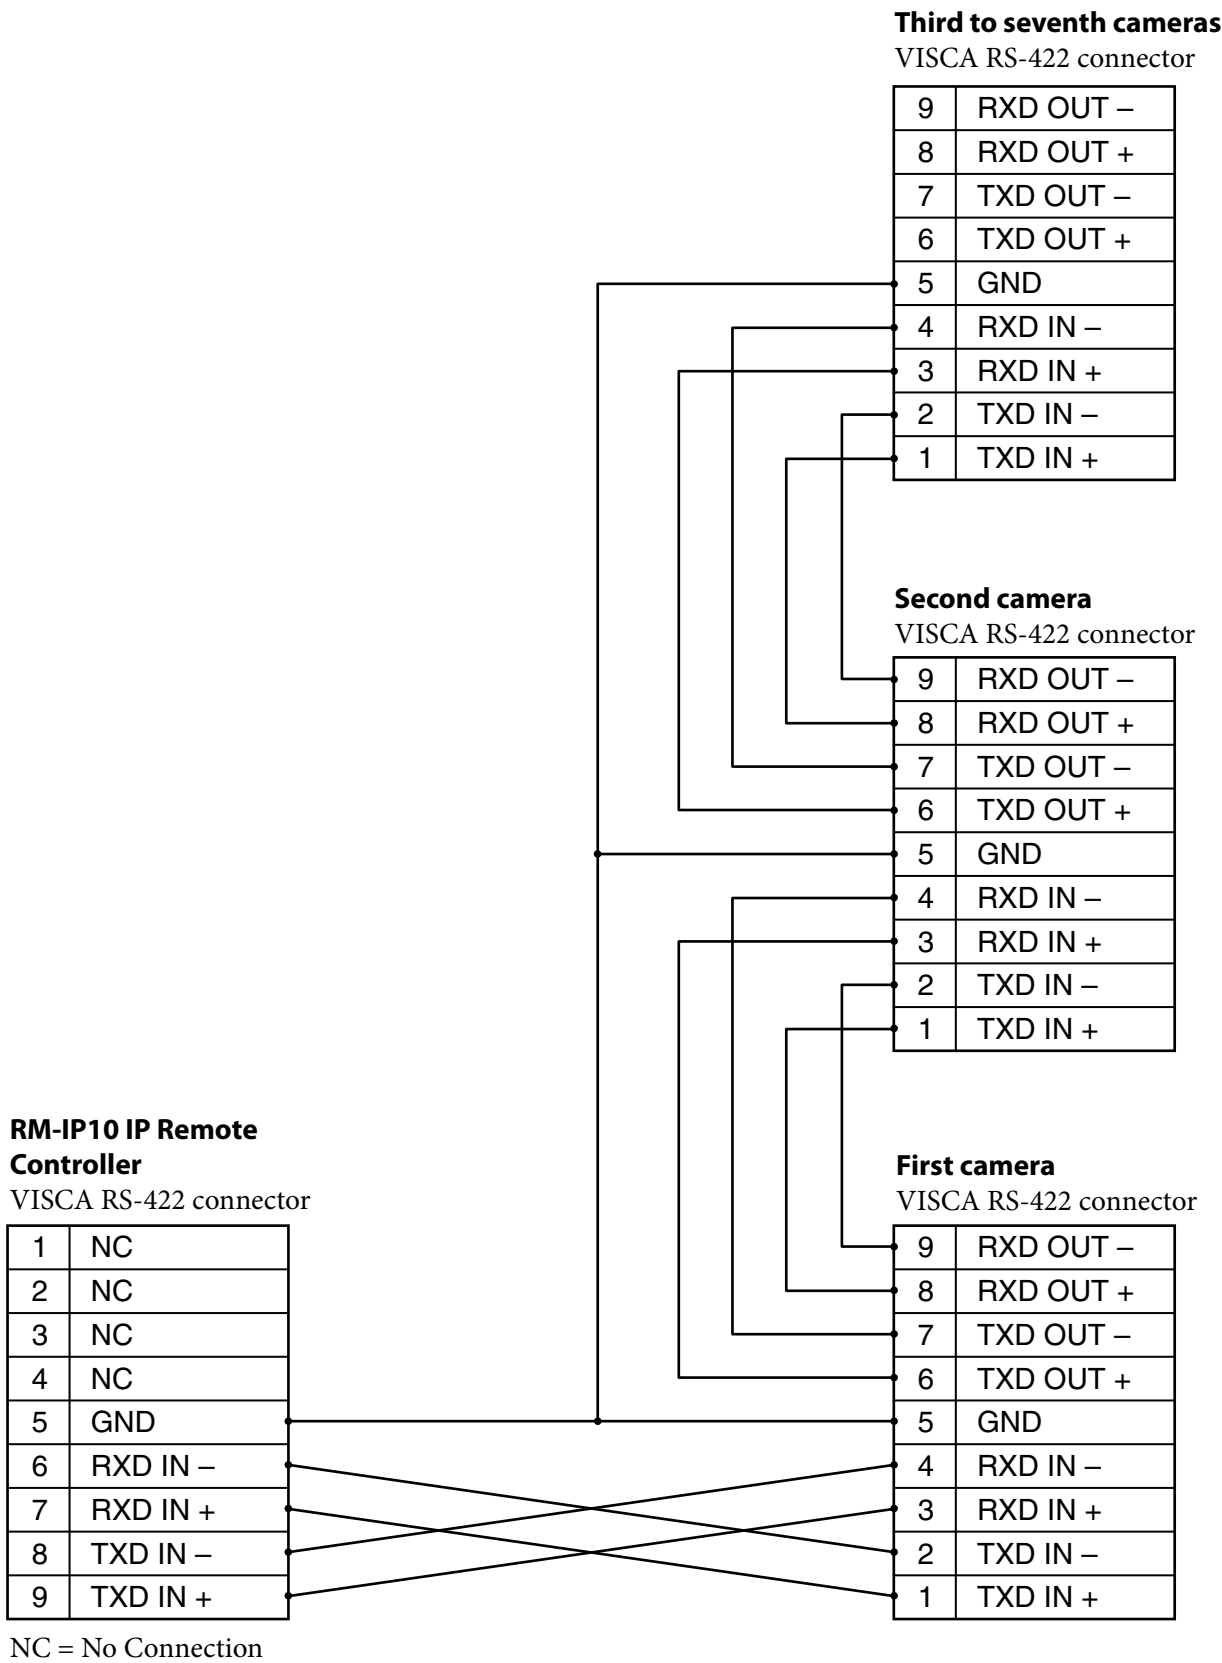 Third to seventh cameras
VISCA RS-422 connector
9 RXD OUT –
8 RXD OUT +
7 TXD OUT –
6 TXD OUT +
5 GND
4 RXD IN –
3 RXD IN +
2 TXD IN –
1 TXD IN +
Second camera
VISCA RS-422 connector
9 RXD OUT –
8 RXD OUT +
7 TXD OUT –
6 TXD OUT +
5 GND
4 RXD IN –
3 RXD IN +
2 TXD IN –
1 TXD IN +
RM-IP10 IP Remote
Controller
VISCA RS-422 connector
1 NC
2 NC
3 NC
4 NC
5 GND
6 RXD IN –
7 RXD IN +
8 TXD IN –
9 TXD IN +
NC = No Connection
First camera
VISCA RS-422 connector
9 RXD OUT –
8 RXD OUT +
7 TXD OUT –
6 TXD OUT +
5 GND
4 RXD IN –
3 RXD IN +
2 TXD IN –
1 TXD IN +